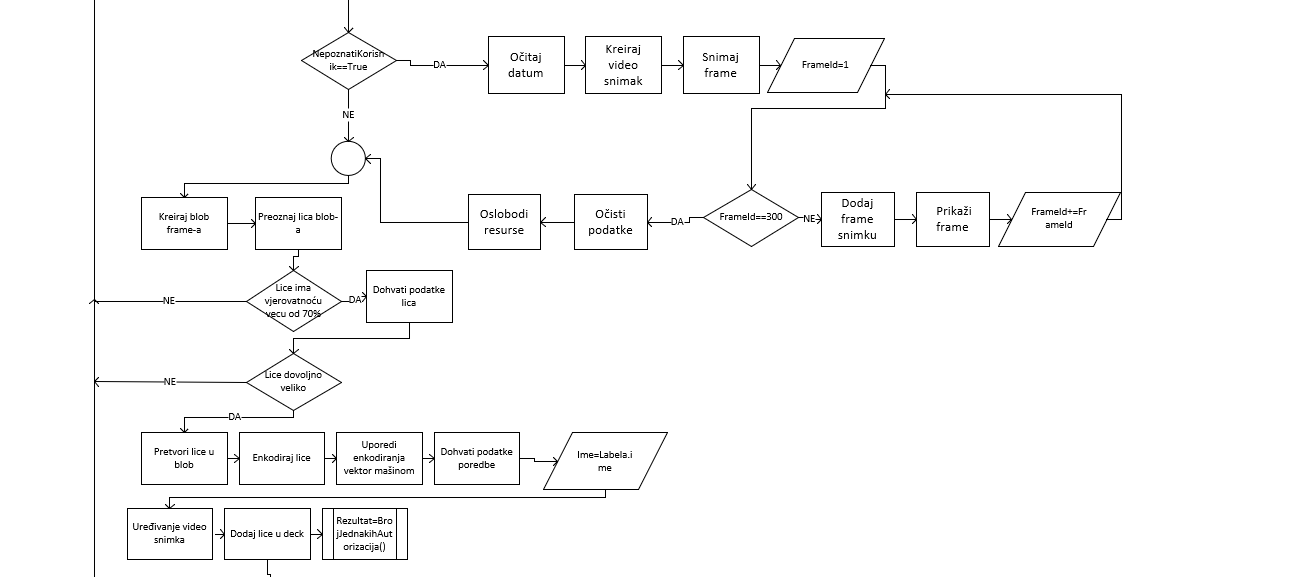 NepoznatiKorisn
ik==True
DA
Očitaj
datum
Kreiraj
video
snimak
Snimaj
frame
FrameId=1
NE
Kreiraj blob
frame-a
Preoznaj lica blob-
a
Oslobodi
resurse
Očisti
podatke
DA
FrameId==300
NE
Dodaj
frame
snimku
Prikaži
frame
FrameId+=Fr
ameId
NE
Lice ima
vjerovatnoću
vecu od 70%
DA
Dohvati podatke
lica
NE
Lice dovoljno
veliko
DA
Pretvori lice u
blob
Enkodiraj lice
Uporedi
enkodiranja
vektor mašinom
Dohvati podatke
poredbe
Ime=Labela.i
me
Uređivanje video
snimka
Dodaj lice u deck
Rezultat=Bro
jJednakihAut
orizacija()